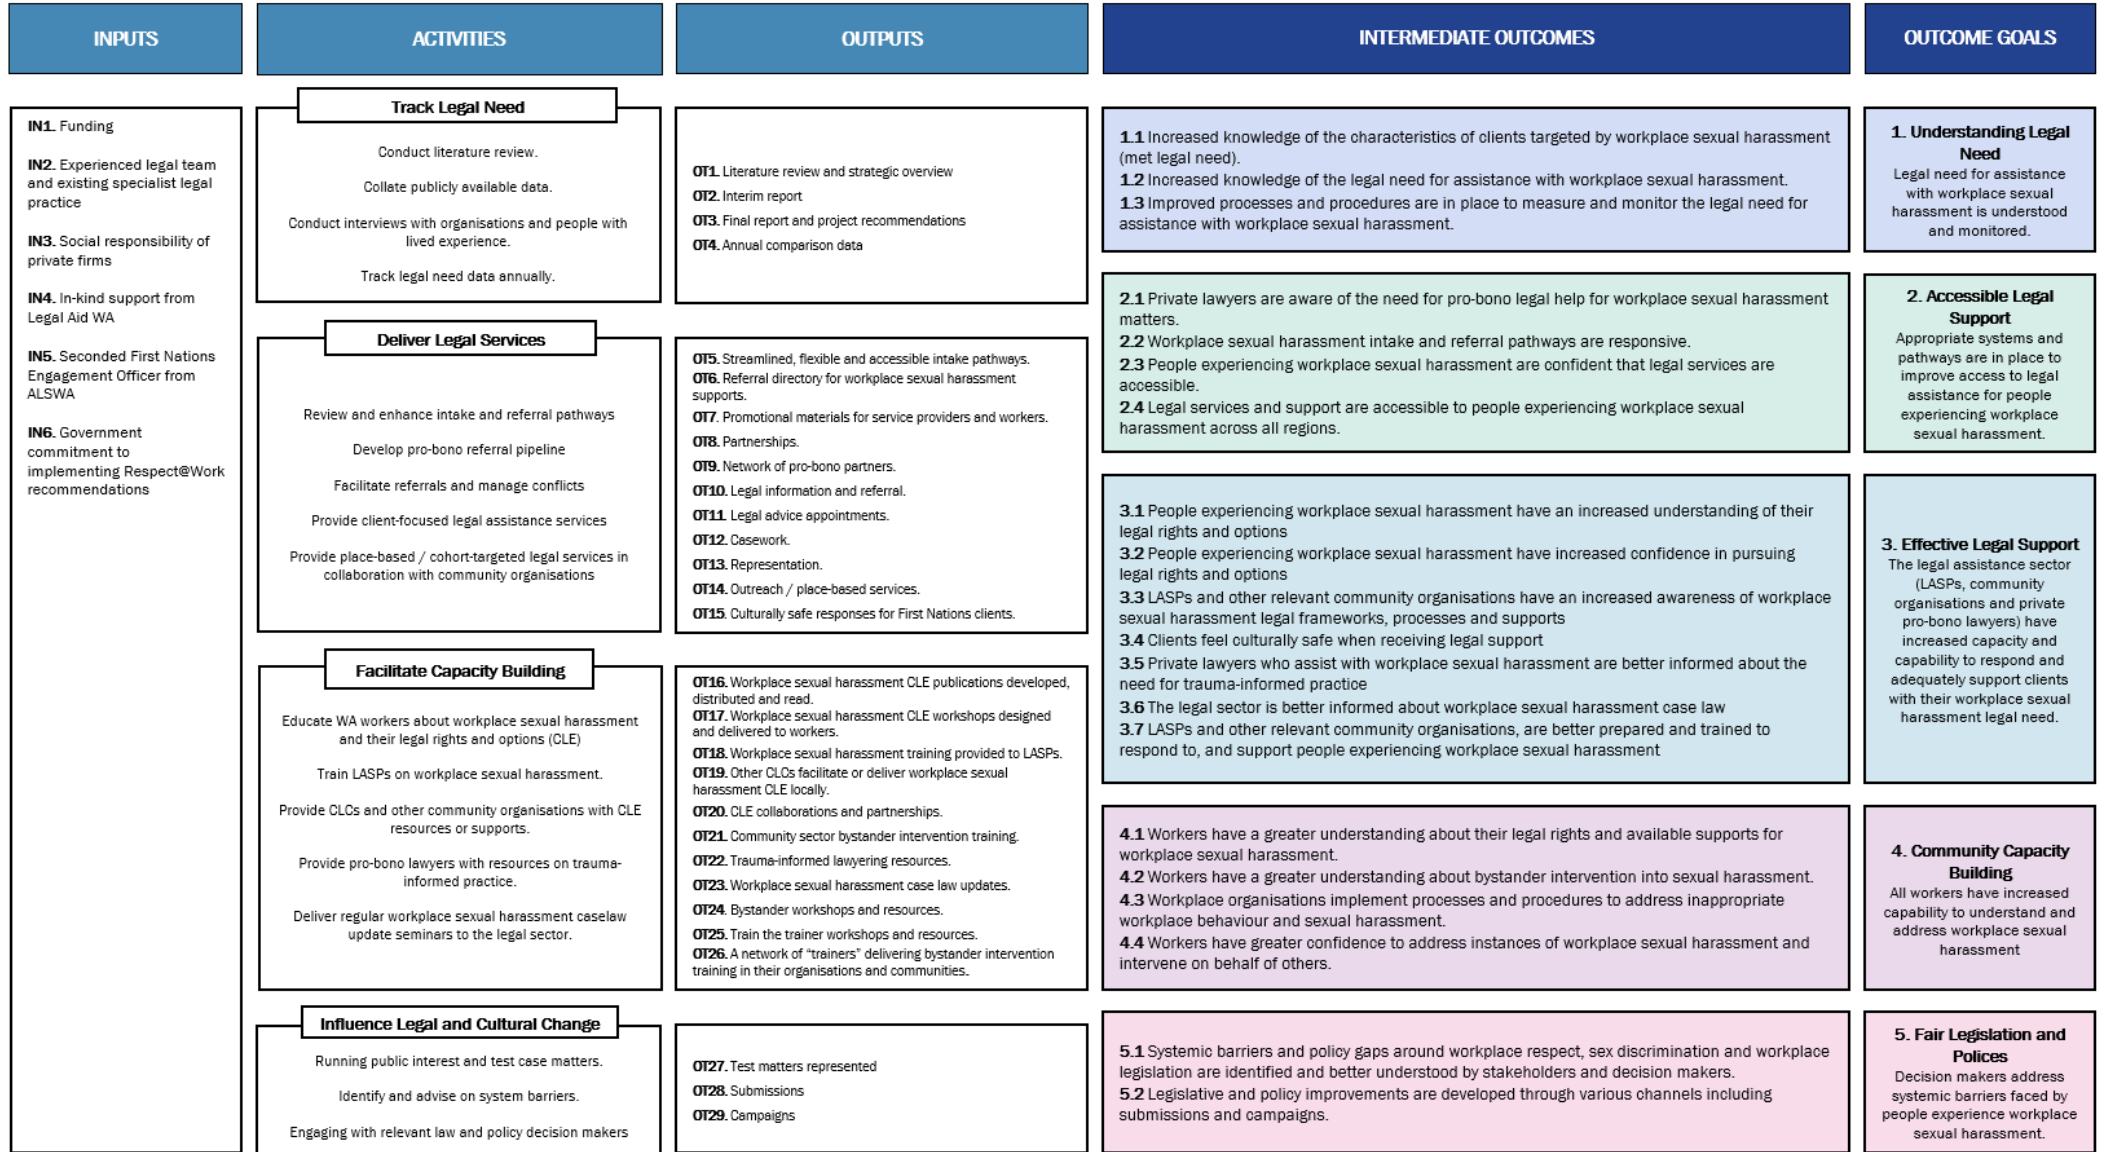 INPUTS
ACTIVITIES
OUTPUTS
INTERMEDIATE OUTCOMES
OUTCOME GOALS
IN1. Funding
IN2. Experienced legal team
and existing specialist legal
practice
IN3. Social responsibility of
private firms
IN4. In-kind support from
Legal Aid WA
IN5. Seconded First Nations
Engagement Officer from
ALSWA
IN6. Government
commitment to
implementing Respect@Work
recommendations
Track Legal Need
Conduct literature review.
Collate publicly available data.
Conduct interviews with organisations and people with
lived experience.
Track legal need data annually.
OT1. Literature review and strategic overview
OT2. Interim report
OT3. Final report and project recommendations
OT4. Annual comparison data
1.1 Increased knowledge of the characteristics of clients targeted by workplace sexual harassment
(met legal need).
1.2 Increased knowledge of the legal need for assistance with workplace sexual harassment.
1.3 Improved processes and procedures are in place to measure and monitor the legal need for
assistance with workplace sexual harassment.
1. Understanding Legal
Need
Legal need for assistance
with workplace sexual
harassment is understood
and monitored.
Deliver Legal Services
Review and enhance intake and referral pathways
Develop pro-bono referral pipeline
Facilitate referrals and manage conflicts
Provide client-focused legal assistance services
Provide place-based / cohort-targeted legal services in
collaboration with community organisations
OT5. Streamlined, flexible and accessible intake pathways.
OT6. Referral directory for workplace sexual harassment
supports.
OT7. Promotional materials for service providers and workers.
OT8. Partnerships.
OT9. Network of pro-bono partners.
OT10. Legal information and referral.
OT11. Legal advice appointments.
OT12. Casework.
OT13. Representation.
OT14. Outreach / place-based services.
OT15. Culturally safe responses for First Nations clients.
2.1 Private lawyers are aware of the need for pro-bono legal help for workplace sexual harassment
matters.
2.2 Workplace sexual harassment intake and referral pathways are responsive.
2.3 People experiencing workplace sexual harassment are confident that legal services are
accessible.
2.4 Legal services and support are accessible to people experiencing workplace sexual
harassment across all regions.
2. Accessible Legal
Support
Appropriate systems and
pathways are in place to
improve access to legal
assistance for people
experiencing workplace
sexual harassment.
3.1 People experiencing workplace sexual harassment have an increased understanding of their
legal rights and options
3.2 People experiencing workplace sexual harassment have increased confidence in pursuing
legal rights and options
3.3 LASPs and other relevant community organisations have an increased awareness of workplace
sexual harassment legal frameworks, processes and supports
3.4 Clients feel culturally safe when receiving legal support
3.5 Private lawyers who assist with workplace sexual harassment are better informed about the
need for trauma-informed practice
3.6 The legal sector is better informed about workplace sexual harassment case law
3.7 LASPs and other relevant community organisations, are better prepared and trained to
respond to, and support people experiencing workplace sexual harassment
3. Effective Legal Support
The legal assistance sector
(LASPs, community
organisations and private
pro-bono lawyers) have
increased capacity and
capability to respond and
adequately support clients
with their workplace sexual
harassment legal need.
Facilitate Capacity Building
Educate WA workers about workplace sexual harassment
and their legal rights and options (CLE)
Train LASPs on workplace sexual harassment.
Provide CLCs and other community organisations with CLE
resources or supports.
Provide pro-bono lawyers with resources on trauma-
informed practice.
Deliver regular workplace sexual harassment caselaw
update seminars to the legal sector.
OT16. Workplace sexual harassment CLE publications developed,
distributed and read.
OT17. Workplace sexual harassment CLE workshops designed
and delivered to workers.
OT18. Workplace sexual harassment training provided to LASPs.
OT19. Other CLCs facilitate or deliver workplace sexual
harassment CLE locally.
OT20. CLE collaborations and partnerships.
OT21. Community sector bystander intervention training.
OT22. Trauma-informed lawyering resources.
OT23. Workplace sexual harassment case law updates.
OT24. Bystander workshops and resources.
OT25. Train the trainer workshops and resources.
OT26. A network of “trainers” delivering bystander intervention
training in their organisations and communities.
4.1 Workers have a greater understanding about their legal rights and available supports for
workplace sexual harassment.
4.2 Workers have a greater understanding about bystander intervention into sexual harassment.
4.3 Workplace organisations implement processes and procedures to address inappropriate
workplace behaviour and sexual harassment.
4.4 Workers have greater confidence to address instances of workplace sexual harassment and
intervene on behalf of others.
4. Community Capacity
Building
All workers have increased
capability to understand and
address workplace sexual
harassment
Influence Legal and Cultural Change
Running public interest and test case matters.
Identify and advise on system barriers.
Engaging with relevant law and policy decision makers
OT27. Test matters represented
OT28. Submissions
OT29. Campaigns
5.1 Systemic barriers and policy gaps around workplace respect, sex discrimination and workplace
legislation are identified and better understood by stakeholders and decision makers.
5.2 Legislative and policy improvements are developed through various channels including
submissions and campaigns.
5. Fair Legislation and
Polices
Decision makers address
systemic barriers faced by
people experience workplace
sexual harassment.